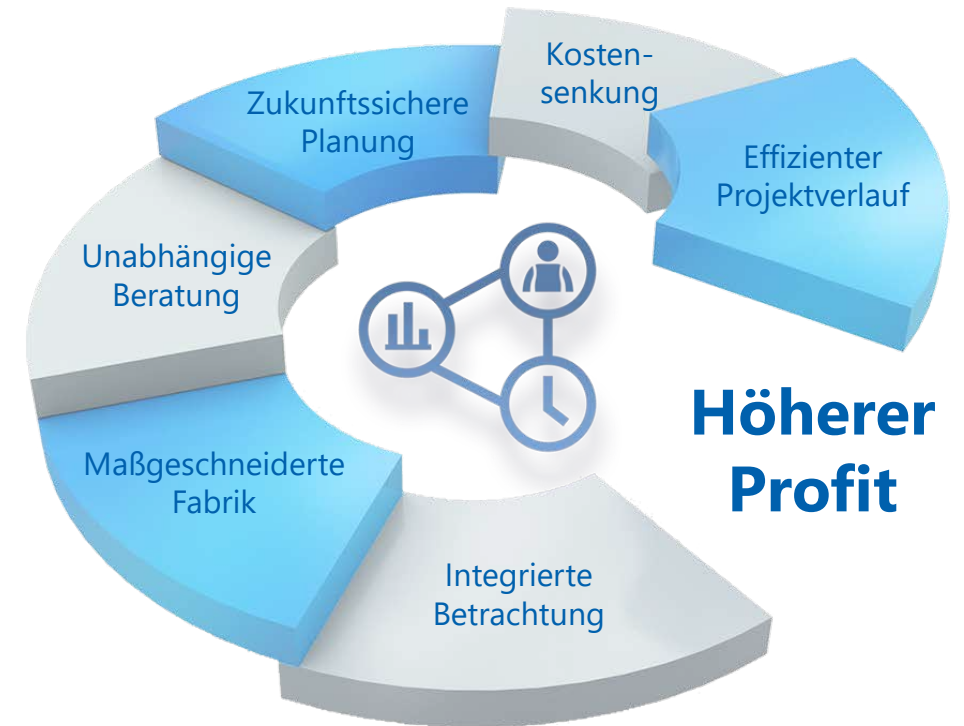 Kosten-
senkung
Zukunftssichere
Planung
Effizienter
Projektverlauf
Unabhängige
Beratung
Höherer
Profit
Maßgeschneiderte
Fabrik
Integrierte
Betrachtung